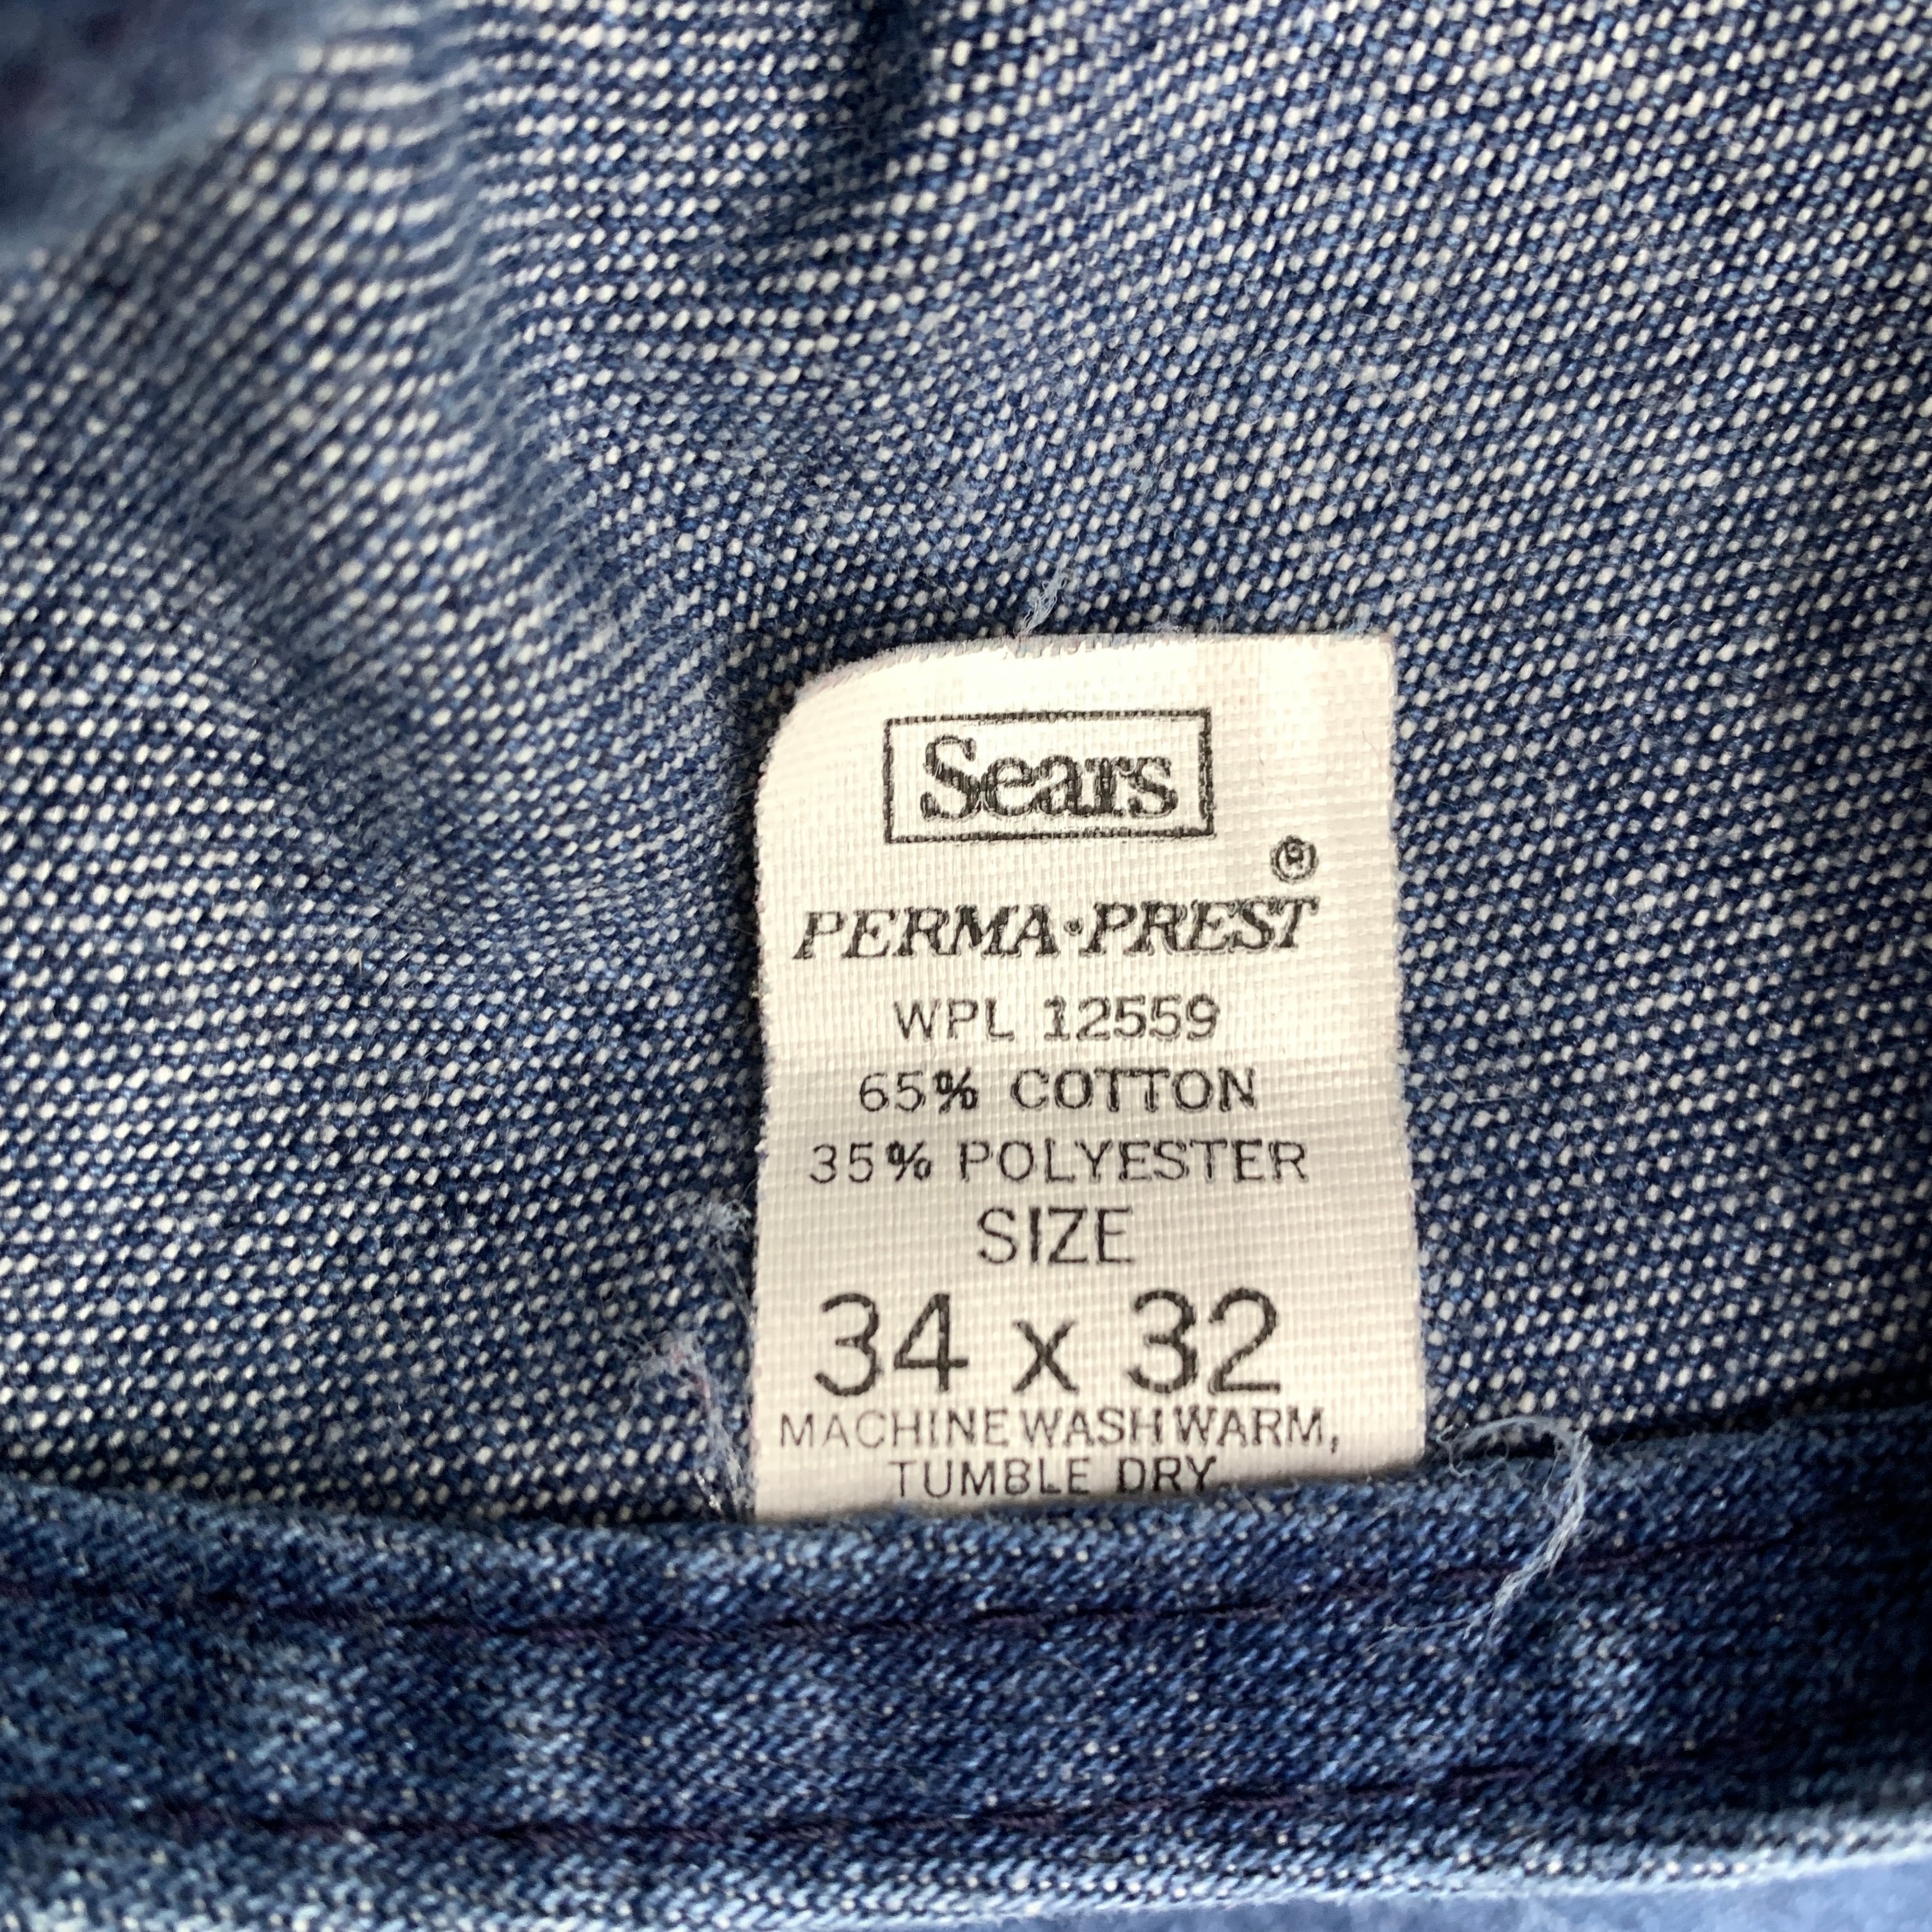 Sears
®
PERMA•PREST
WPL 12559
65% COTTON
35% POLYESTER
SIZE
34 x 32
MACHINE WASH WARM,
TUMBLE DRY.